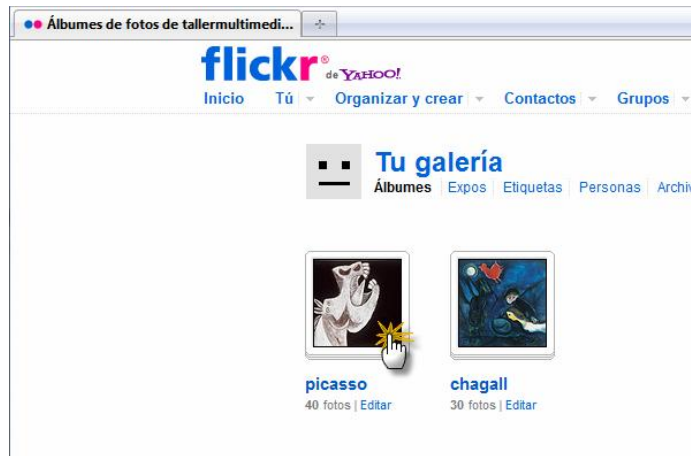 Álbumes de fotos de tallermultimedi...
flickr® de YAHOO!
Inicio Tú Organizar y crear Contactos Grupos
Tu galería
Álbumes Expos Etiquetas Personas Archiv
picasso chagall
40 fotos | Editar 30 fotos | Editar